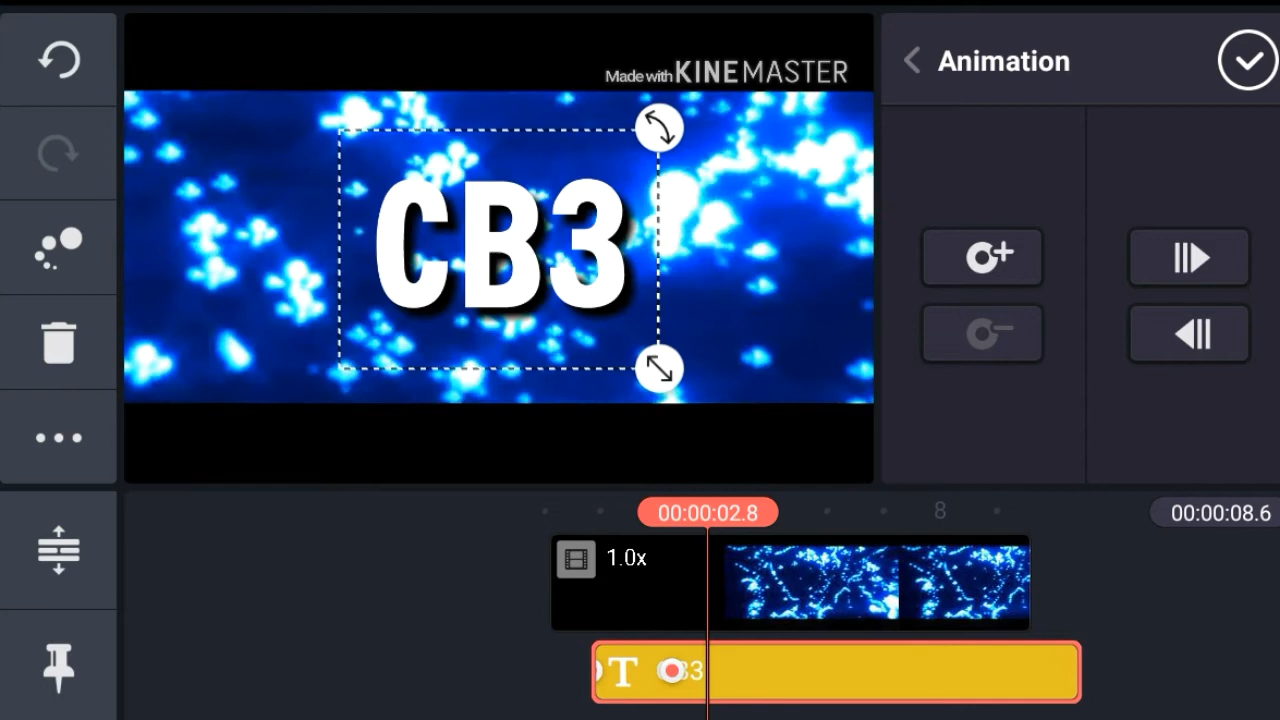 Made with KINEMASTER
Animation
CB3
00:00:02.8
8
00:00:08.6
1.0x
T